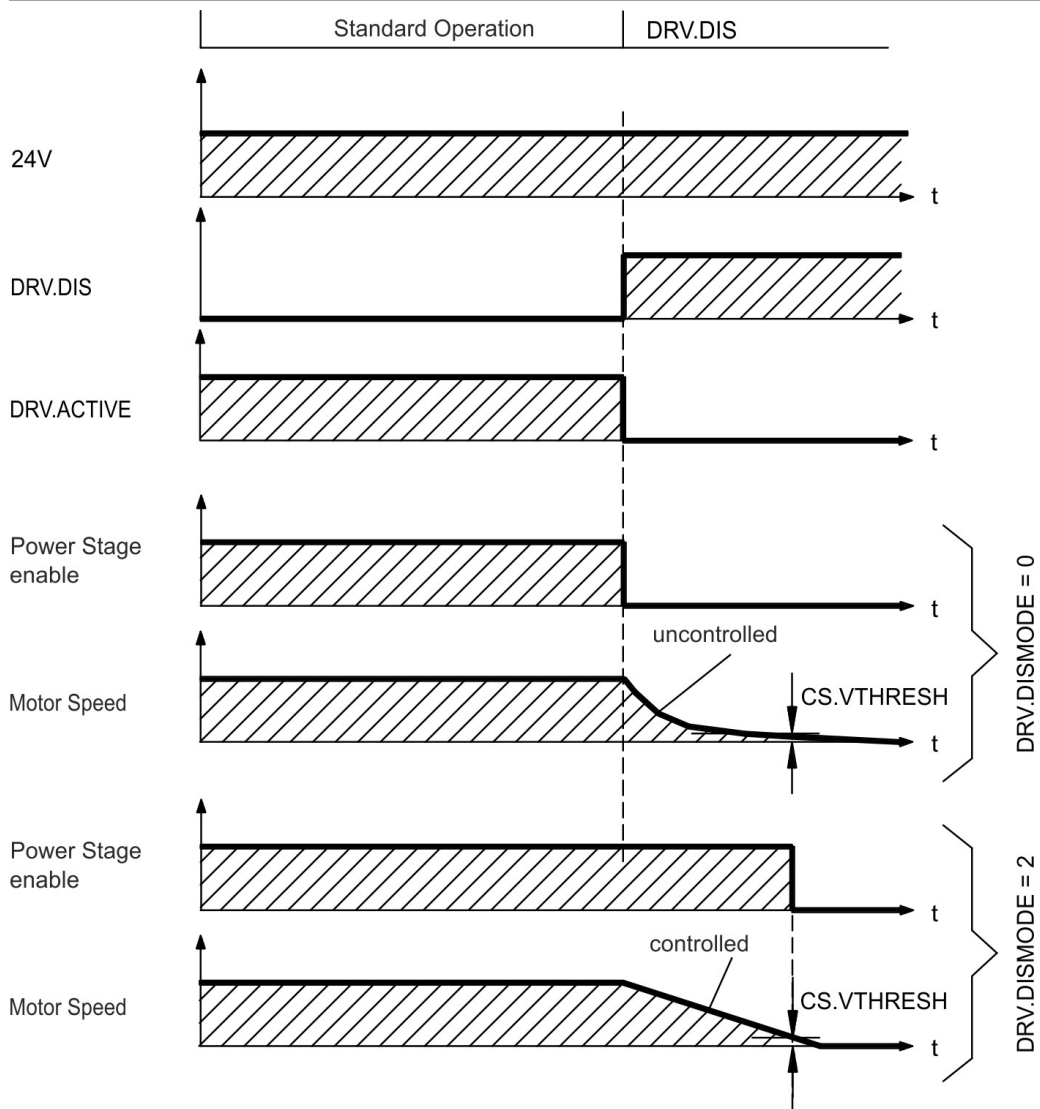 Standard Operation
DRV.DIS
24V
t
DRV.DIS
t
DRV.ACTIVE
t
Power Stage
enable
t
uncontrolled
Motor Speed
CS.VTHRESH
t
DRV.DISMODE = 0
Power Stage
enable
t
controlled
Motor Speed
CS.VTHRESH
t
DRV.DISMODE = 2